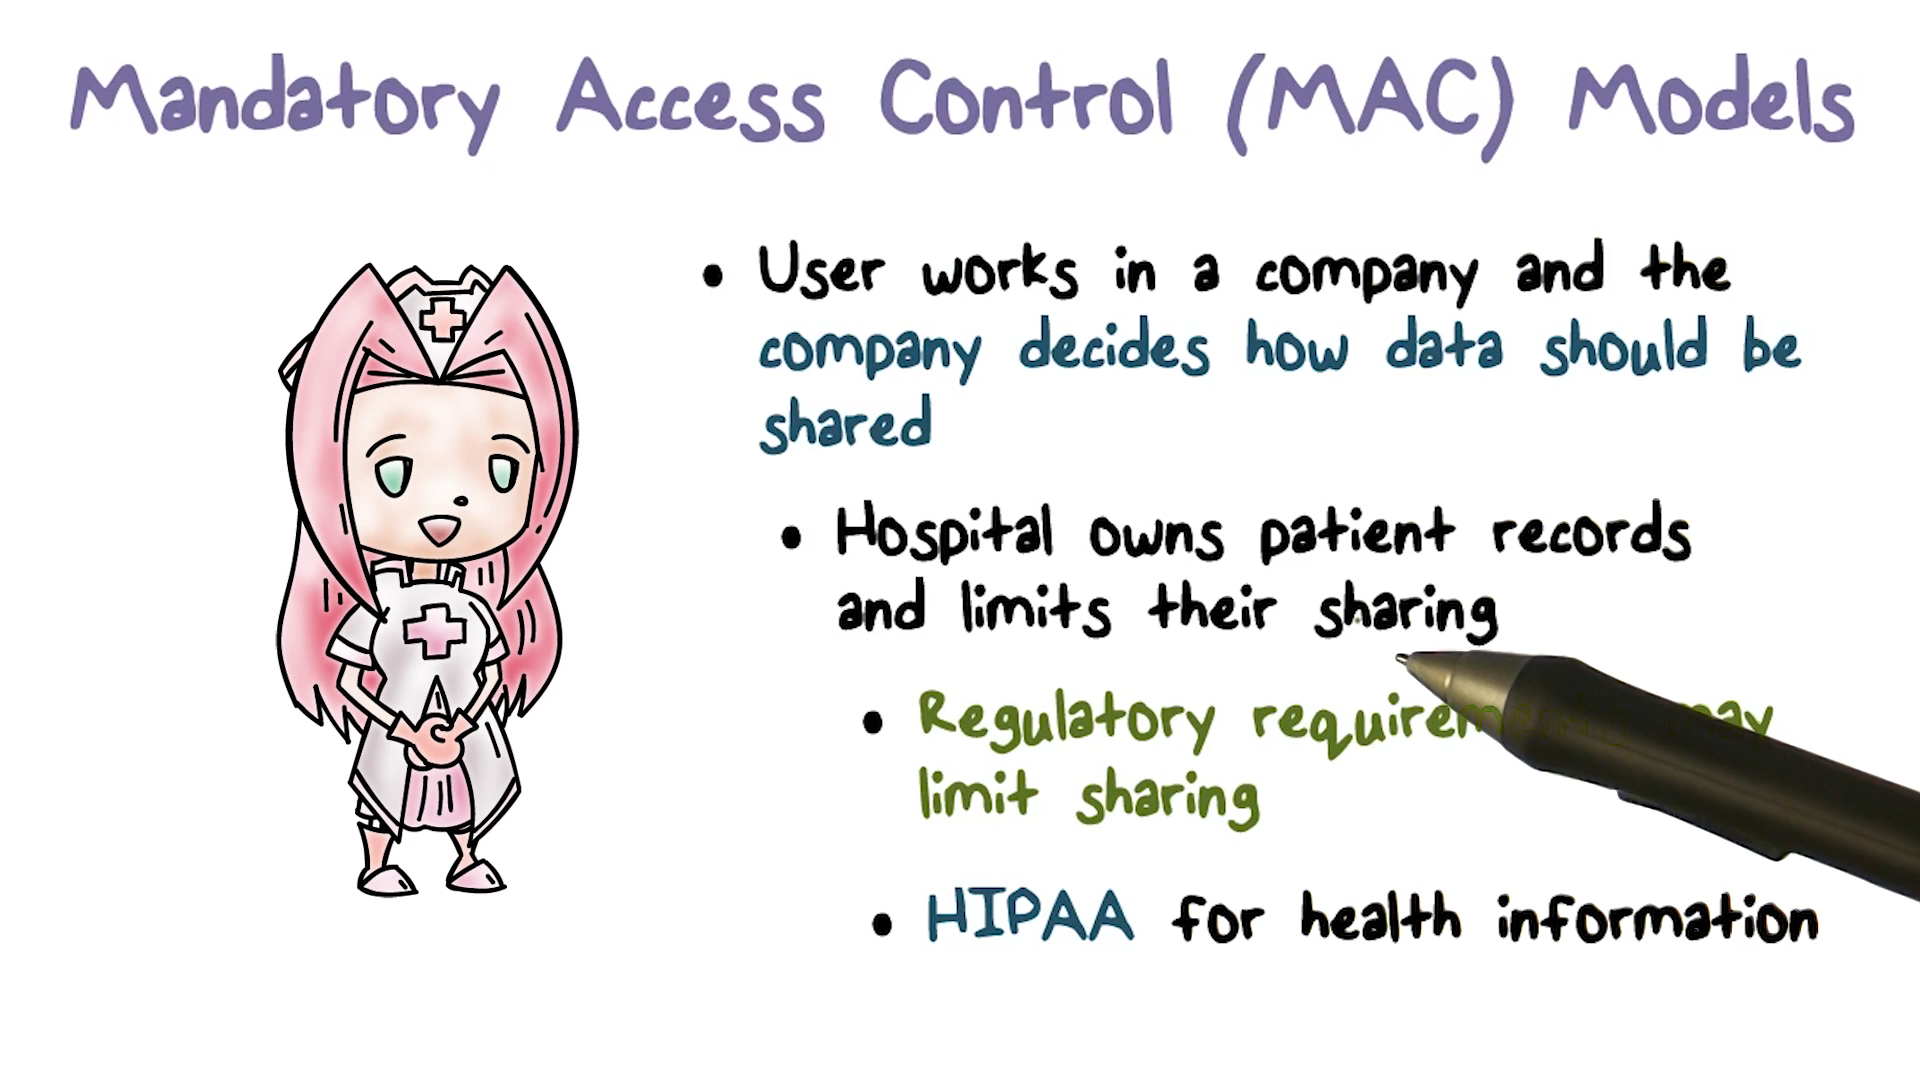 Mandatory Access Control (MAC) Models
• User works in a company and the
company decides how data should be
shared
• Hospital owns patient records
and limits their sharing
• Regulatory may
limit sharing
• HIPAA for health information